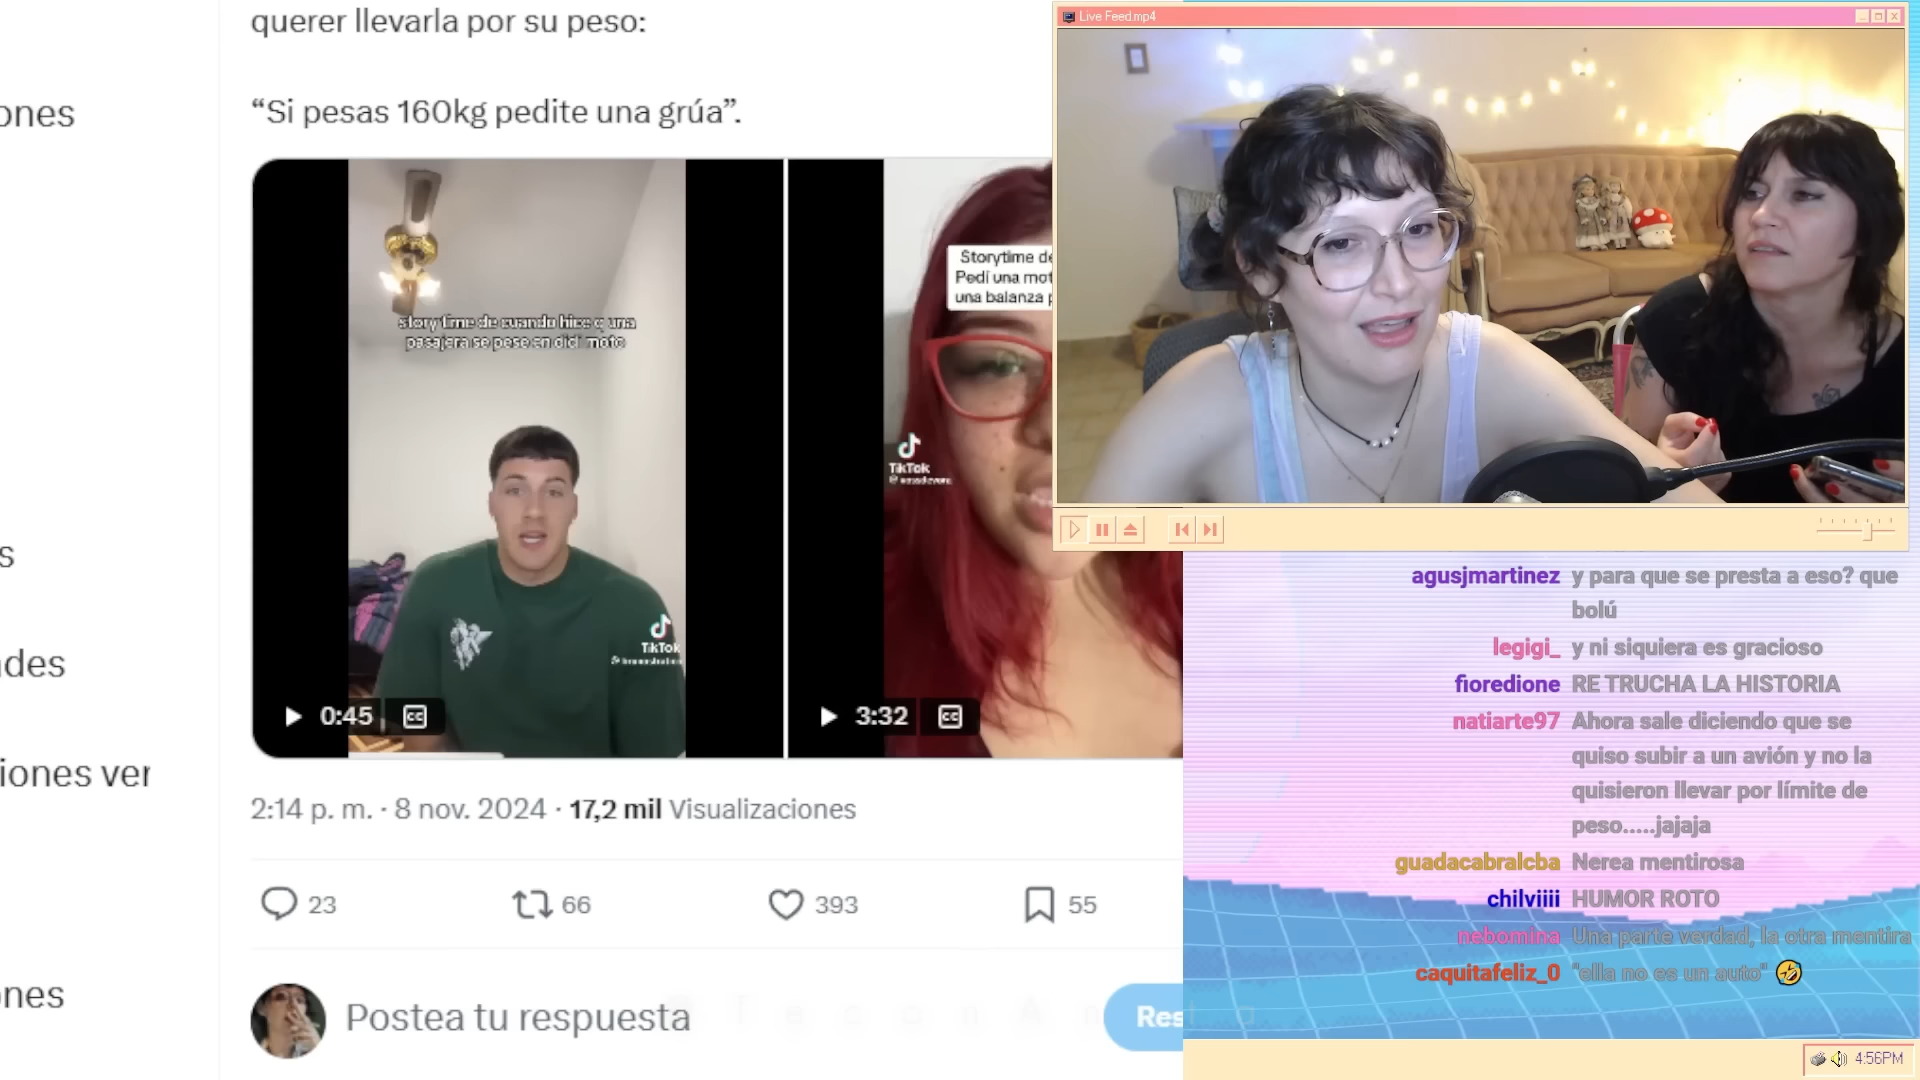 querer llevarla por su peso:
ones
“Si pesas 160kg pedite una grúa”.
story time de cuando hice q una
pasajera se pese en didi moto
TikTok
0:45
CC
Storytime de
Pedí una mot
una balanza p
TikTok
3:32
CC
s
ndes
iones ver
2:14 p. m. · 8 nov. 2024 · 17,2 mil Visualizaciones
23
66
393
55
ones
Postea tu respuesta
Live Feed.mp4
agusjmartinez y para que se presta a eso? que
bolú
legigi_ y ni siquiera es gracioso
fioredione RE TRUCHA LA HISTORIA
natiarte97 Ahora sale diciendo que se
quiso subir a un avión y no la
quisieron llevar por límite de
peso.....jajaja
guadacabralcba Nerea mentirosa
chilviiii HUMOR ROTO
nebomina Una parte verdad, la otra mentira
caquitafeliz_0 "ella no es un auto" 🤣
4:56PM